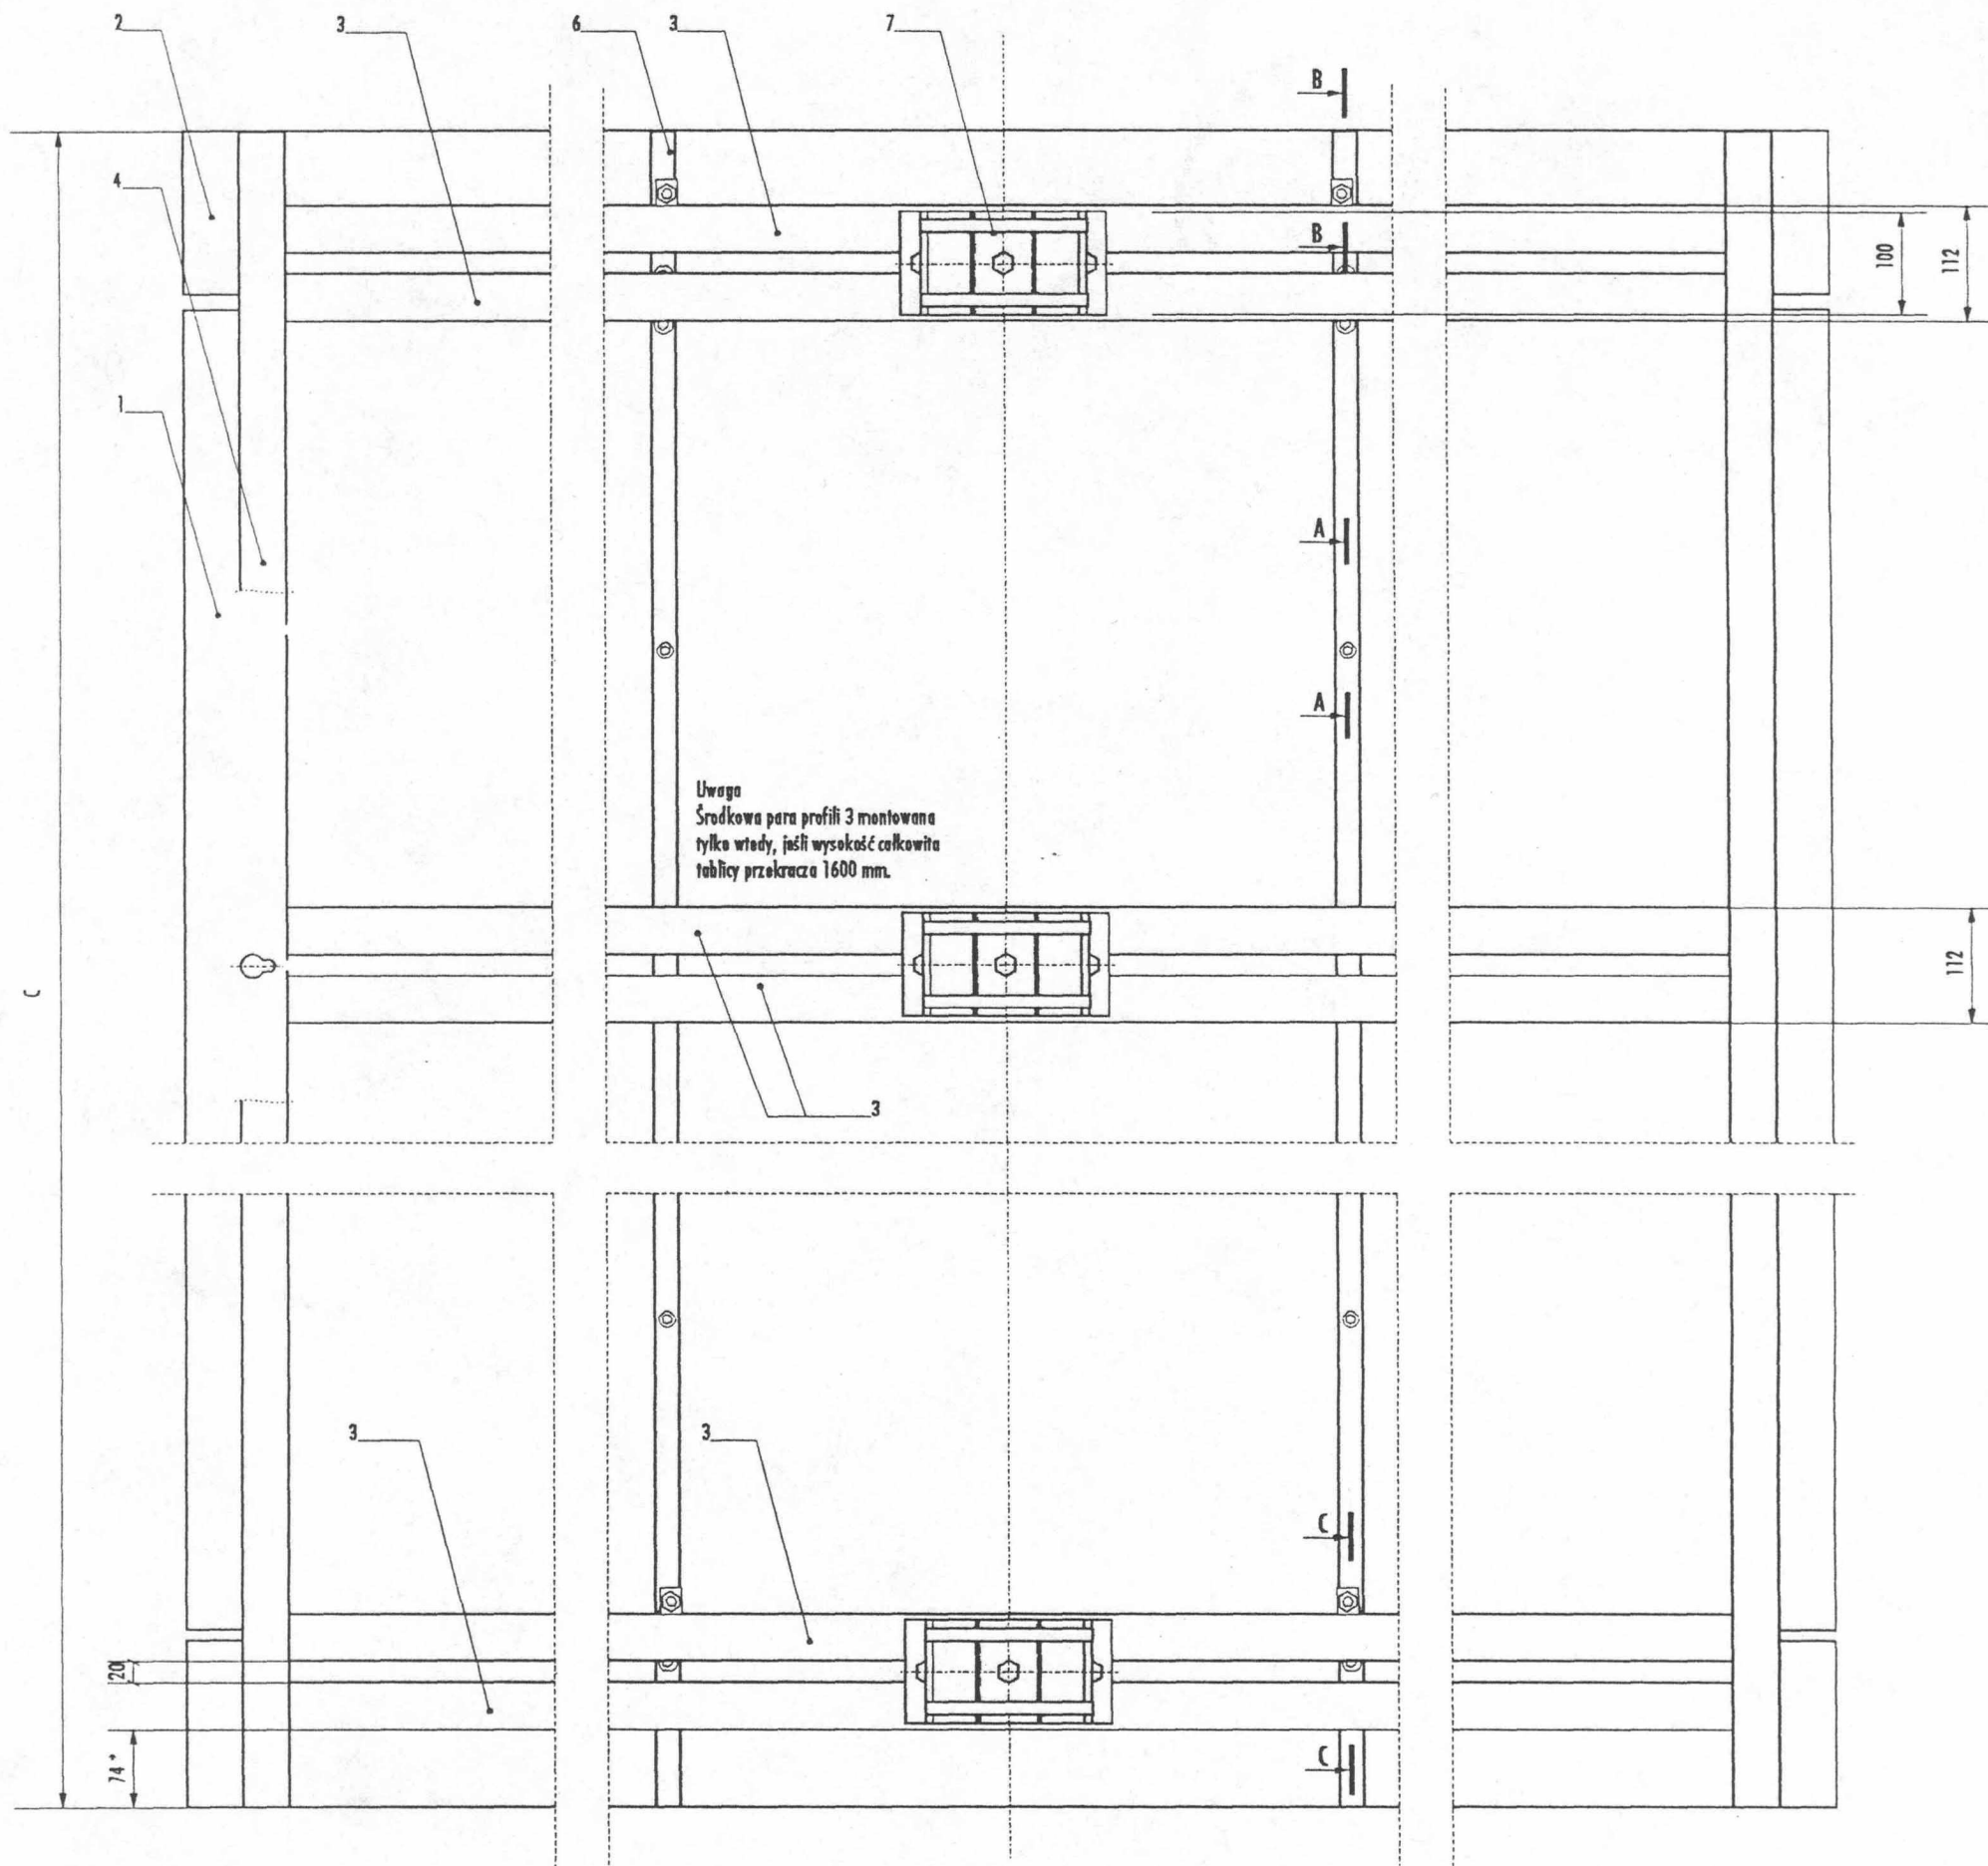 2
3
6
3
7
B
4
B
100
112
1
A
A
Uwaga
Środkowa para profili 3 montowana
tylko wtedy, jeśli wysokość całkowita
tablicy przekracza 1600 mm.
C
112
3
3
3
C
20
74 *
C